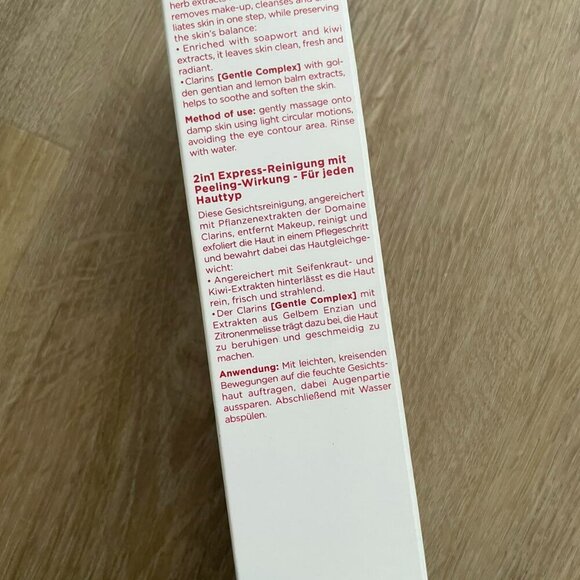 herb extracts
removes make-up, cleanses and
liates skin in one step, while preserving
the skin's balance:
• Enriched with soapwort and kiwi
extracts, it leaves skin clean, fresh and
radiant.
•Clarins [Gentle Complex] with gol-
den gentian and lemon balm extracts,
helps to soothe and soften the skin.
Method of use: gently massage onto
damp skin using light circular motions,
avoiding the eye contour area. Rinse
with water.
2in1 Express-Reinigung mit
Peeling-Wirkung - Für jeden
Hauttyp
Diese Gesichtsreinigung, angereichert
mit Pflanzenextrakten der Domaine
Clarins, entfernt Makeup, reinigt und
exfoliert die Haut in einem Pflegeschritt
und bewahrt dabei das Hautgleichge-
wicht:
• Angereichert mit Seifenkraut- und
Kiwi-Extrakten hinterlässt es die Haut
rein, frisch und strahlend.
• Der Clarins [Gentle Complex] mit
Extrakten aus Gelbem Enzian und
Zitronenmelisse trägt dazu bei, die Haut
zu beruhigen und geschmeidig zu
machen.
Anwendung: Mit leichten, kreisenden
Bewegungen auf die feuchte Gesichts-
haut auftragen, dabei Augenpartie
aussparen. Abschließend mit Wasser
abspülen.